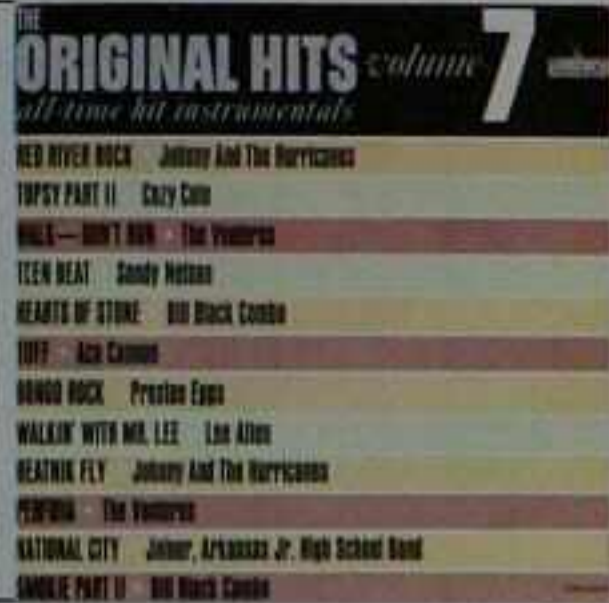 THE
ORIGINAL HITS volume 7
all-time hit instrumentals
RED RIVER ROCK Johnny And The Hurricanes
TOPSY PART II Cozy Cole
WALK—DON'T RUN • The Ventures
TEEN BEAT Sandy Nelson
HEARTS OF STONE Bill Black Combo
TUFF • Ace Cannon
BONGO ROCK Preston Epps
WALKIN' WITH MR. LEE Lee Allen
BEATNIK FLY Johnny And The Hurricanes
PERFIDIA • The Ventures
NATIONAL CITY Joiner, Arkansas Jr. High School Band
SMOKIE PART II • Bill Black Combo